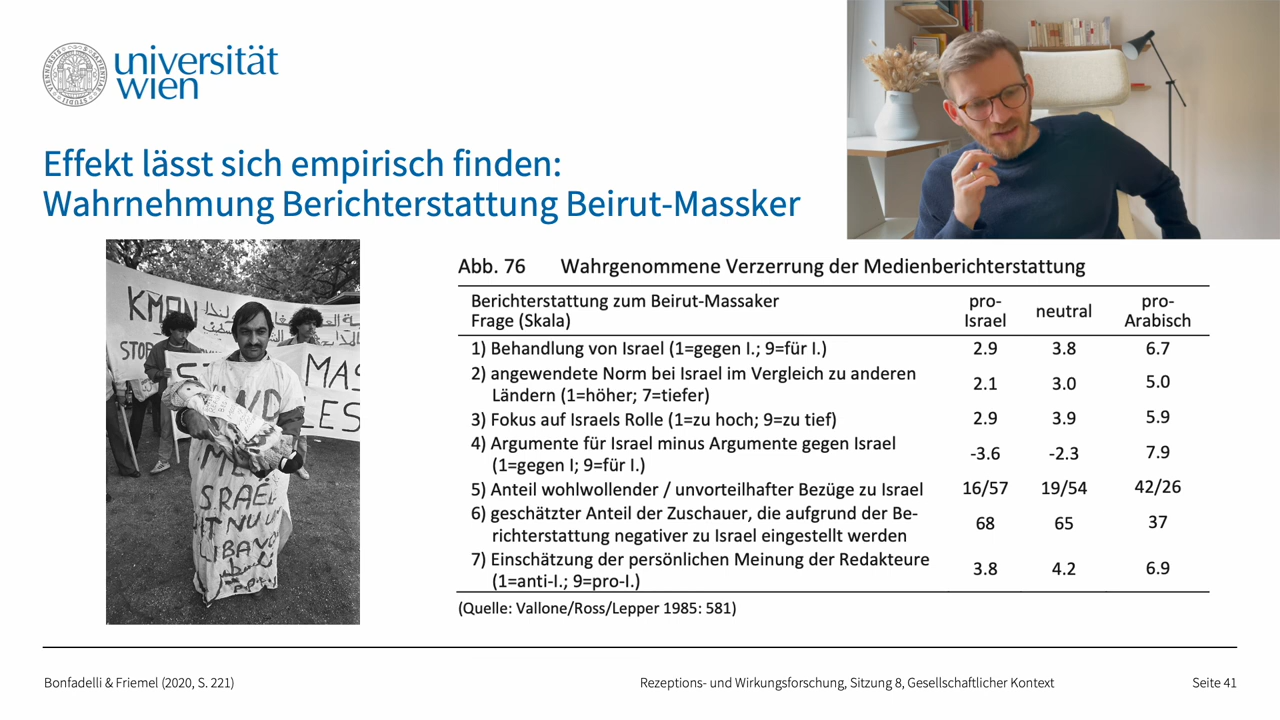 universität
wien
Effekt lässt sich empirisch finden:
Wahrnehmung Berichterstattung Beirut-Massker
KMAN
STOP
MAS
LES
S.RAËL
IT NU
LIBAN
Abb. 76 Wahrgenommene Verzerrung der Medienberichterstattung
Berichterstattung zum Beirut-Massaker
Frage (Skala)
pro-
Israel
neutral
pro-
Arabisch
1) Behandlung von Israel (1=gegen I.; 9=für I.) 2.9 3.8 6.7
2) angewendete Norm bei Israel im Vergleich zu anderen
Ländern (1=höher; 7=tiefer) 2.1 3.0 5.0
3) Fokus auf Israels Rolle (1=zu hoch; 9=zu tief) 2.9 3.9 5.9
4) Argumente für Israel minus Argumente gegen Israel
(1=gegen I; 9=für I.) -3.6 -2.3 7.9
5) Anteil wohlwollender / unvorteilhafter Bezüge zu Israel 16/57 19/54 42/26
6) geschätzter Anteil der Zuschauer, die aufgrund der Be-
richterstattung negativer zu Israel eingestellt werden 68 65 37
7) Einschätzung der persönlichen Meinung der Redakteure
(1=anti-I.; 9=pro-I.) 3.8 4.2 6.9
(Quelle: Vallone/Ross/Lepper 1985: 581)
Bonfadelli & Friemel (2020, S. 221)
Rezeptions- und Wirkungsforschung, Sitzung 8, Gesellschaftlicher Kontext
Seite 41